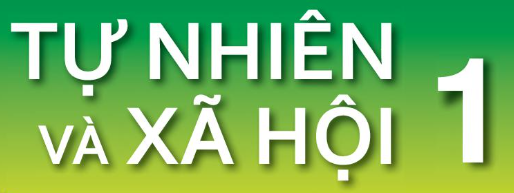 TỰ NHIÊN
VÀ XÃ HỘI 1